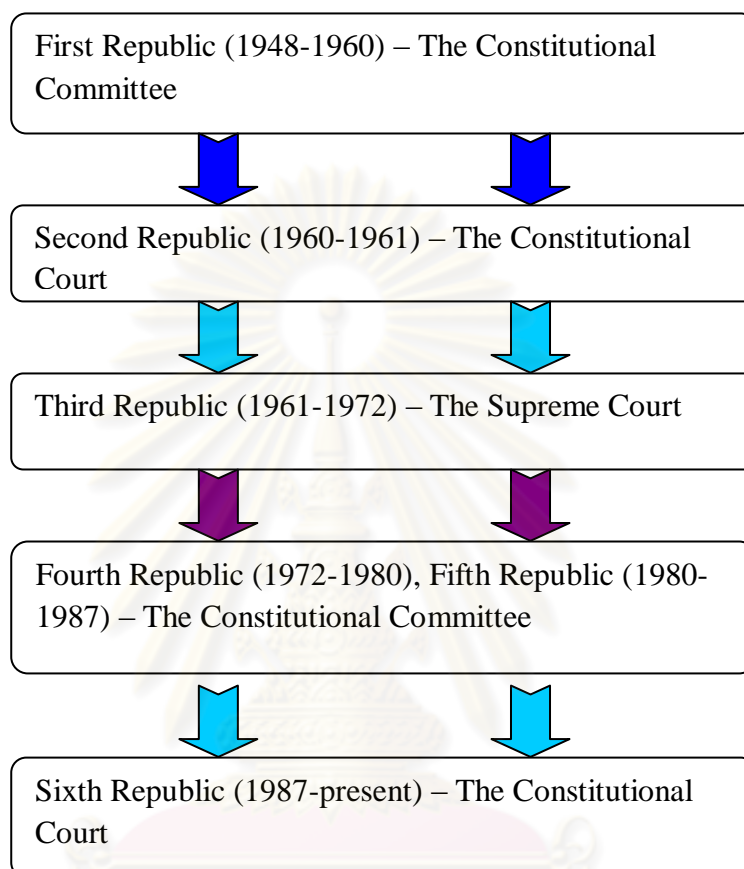 First Republic (1948-1960) – The Constitutional
Committee
Second Republic (1960-1961) – The Constitutional
Court
Third Republic (1961-1972) – The Supreme Court
Fourth Republic (1972-1980), Fifth Republic (1980-
1987) – The Constitutional Committee
Sixth Republic (1987-present) – The Constitutional
Court